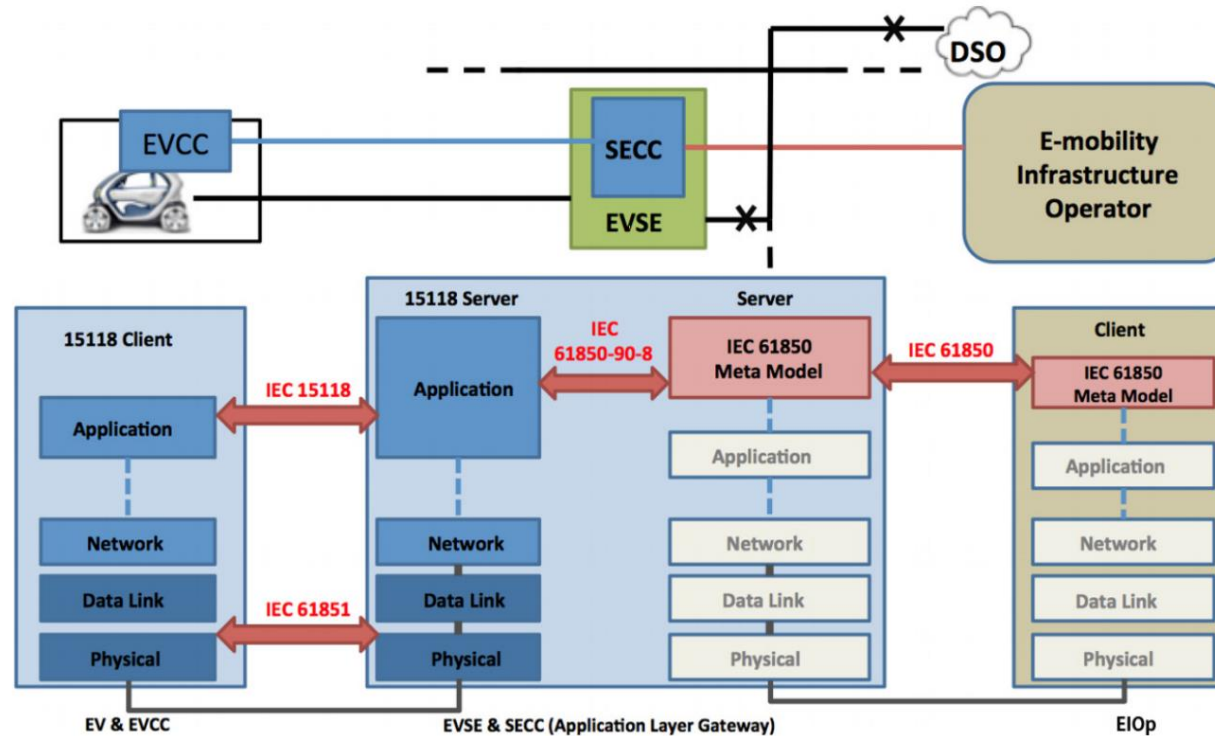 DSO
EVCC
SECC
EVSE
E-mobility
Infrastructure
Operator
15118 Client
Application
Network
Data Link
Physical
IEC 15118
IEC 61851
15118 Server
Application
Network
Data Link
Physical
IEC
61850-90-8
Server
IEC 61850
Meta Model
Application
Network
Data Link
Physical
IEC 61850
Client
IEC 61850
Meta Model
Application
Network
Data Link
Physical
EV & EVCC
EVSE & SECC (Application Layer Gateway)
EIOp